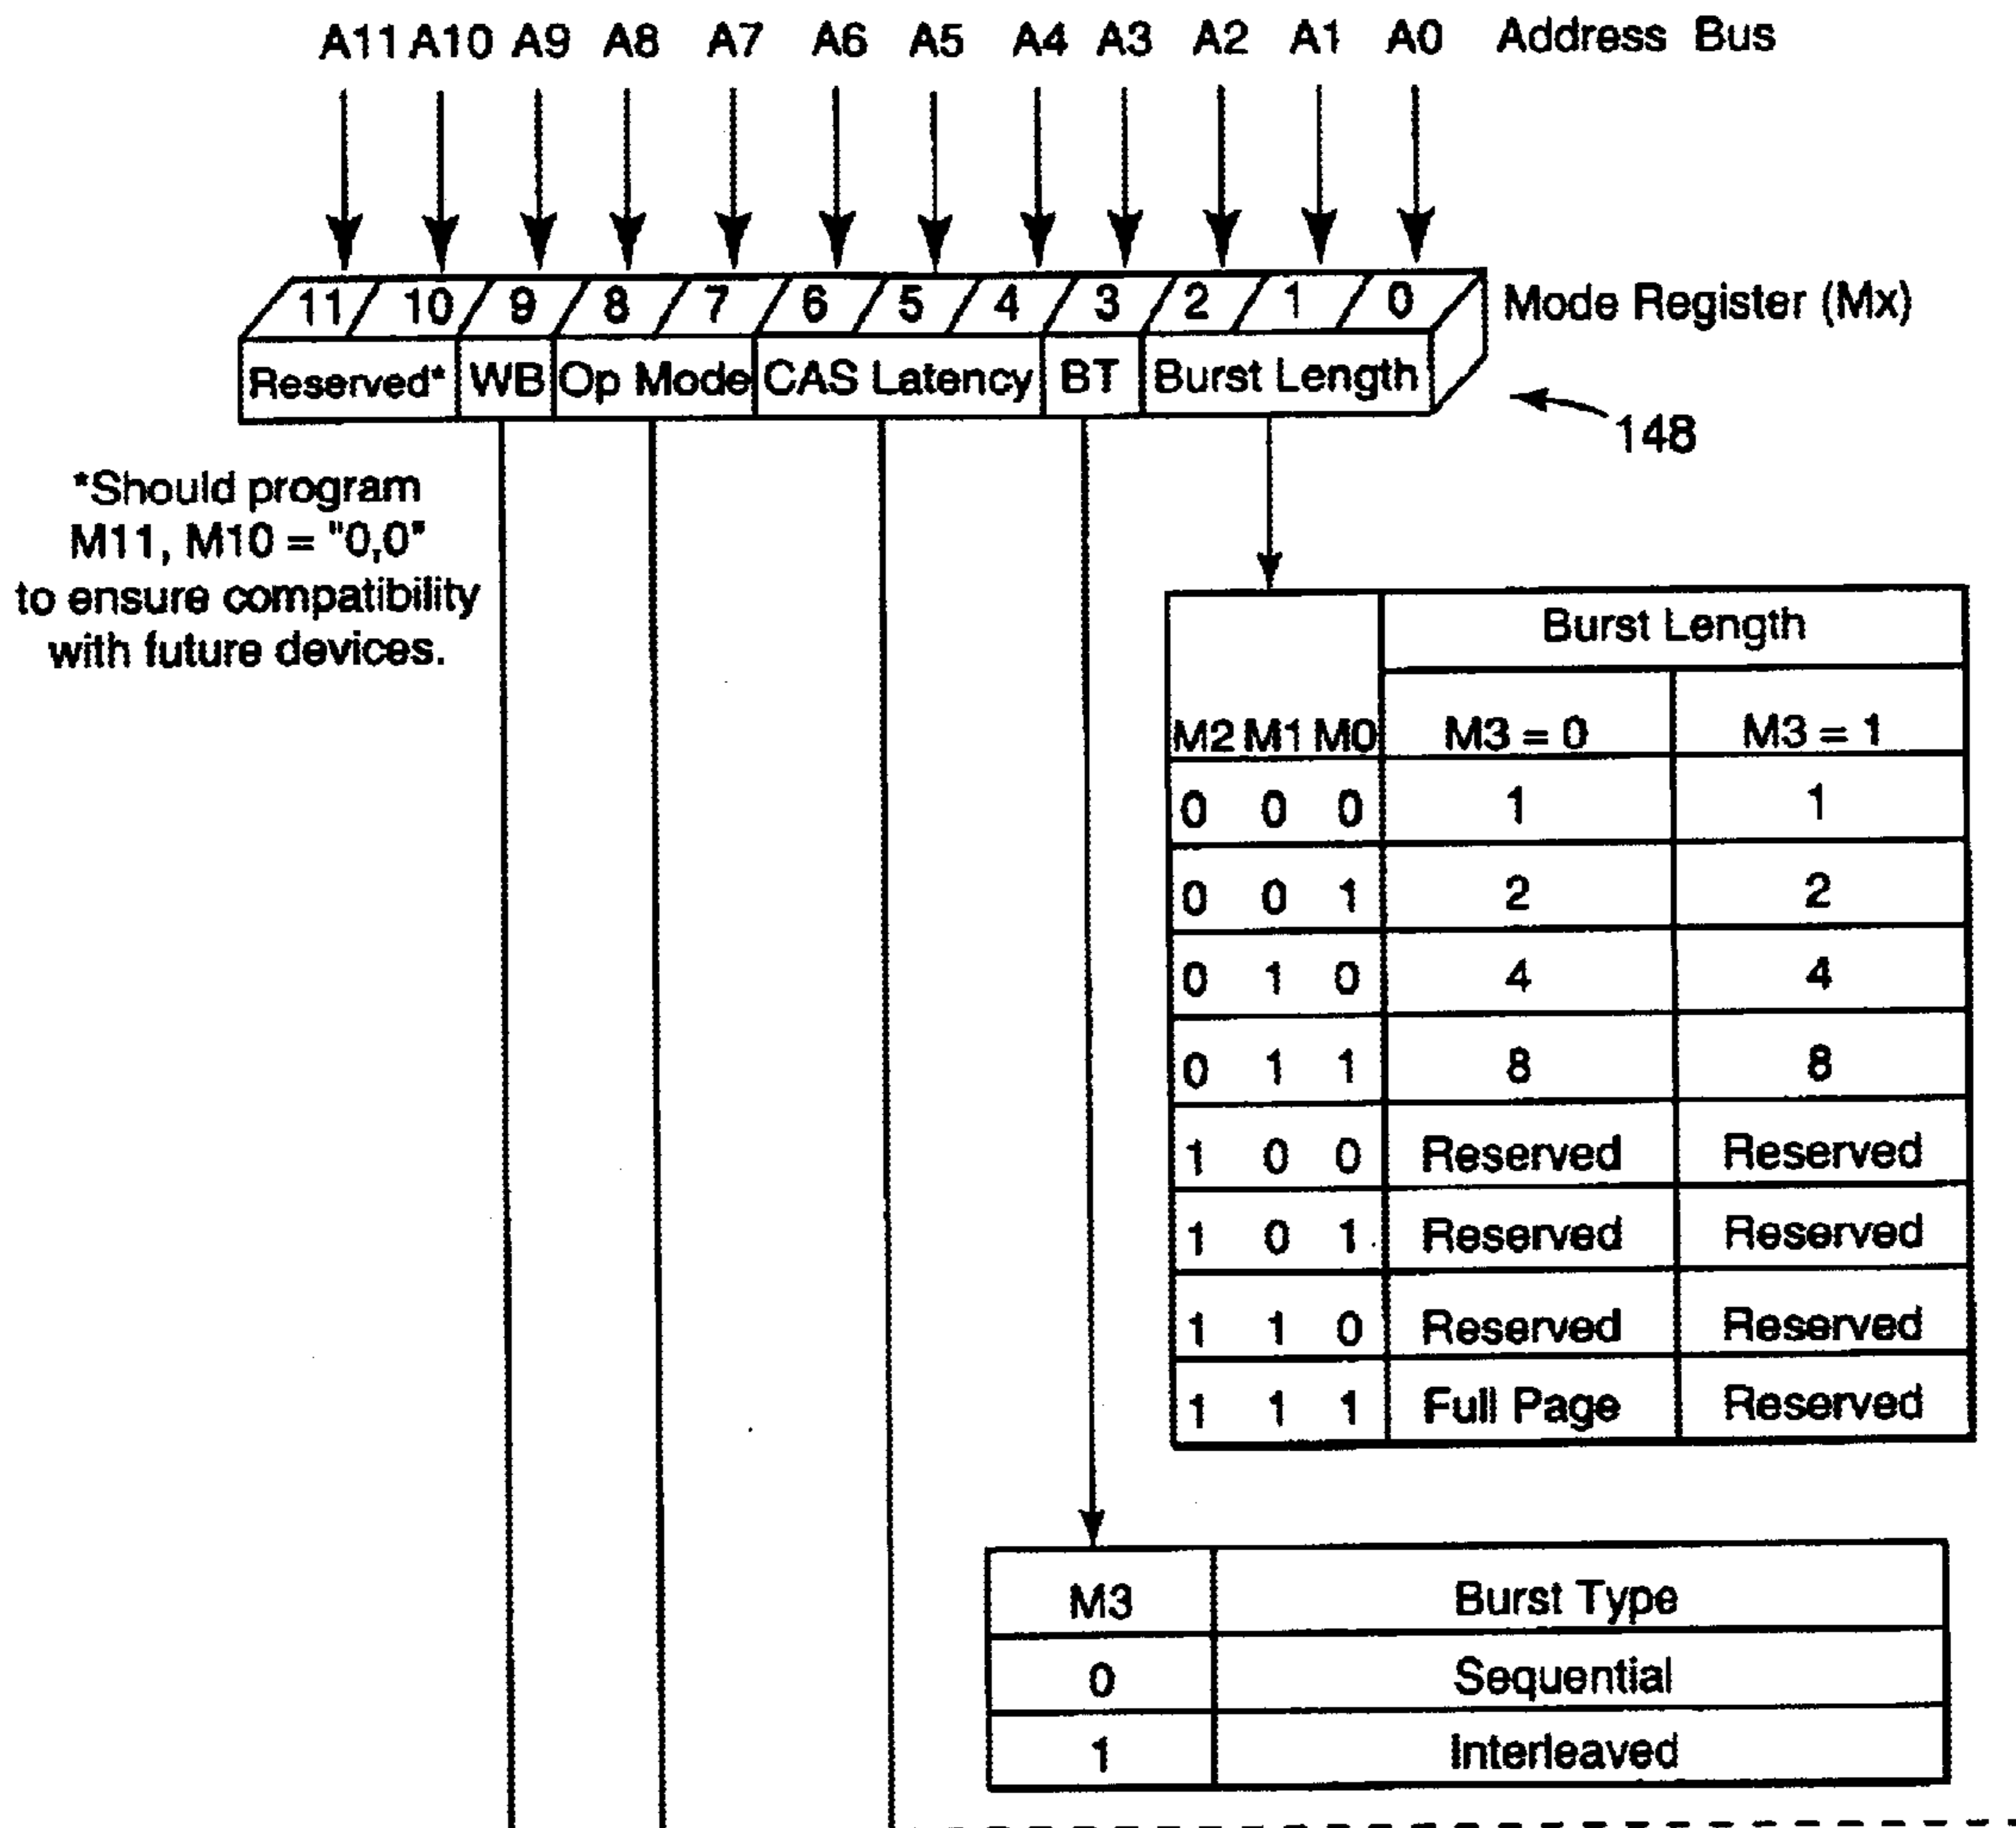 A11 A10 A9 A8 A7 A6 A5 A4 A3 A2 A1 A0 Address Bus
11 10 9 8 7 6 5 4 3 2 1 0 Mode Register (Mx)
Reserved* WB Op Mode CAS Latency BT Burst Length
148
*Should program
M11, M10 = "0,0"
to ensure compatibility
with future devices.
Burst Length
M2 M1 M0 M3 = 0 M3 = 1
0 0 0 1 1
0 0 1 2 2
0 1 0 4 4
0 1 1 8 8
1 0 0 Reserved Reserved
1 0 1 Reserved Reserved
1 1 0 Reserved Reserved
1 1 1 Full Page Reserved
M3 Burst Type
0 Sequential
1 Interleaved